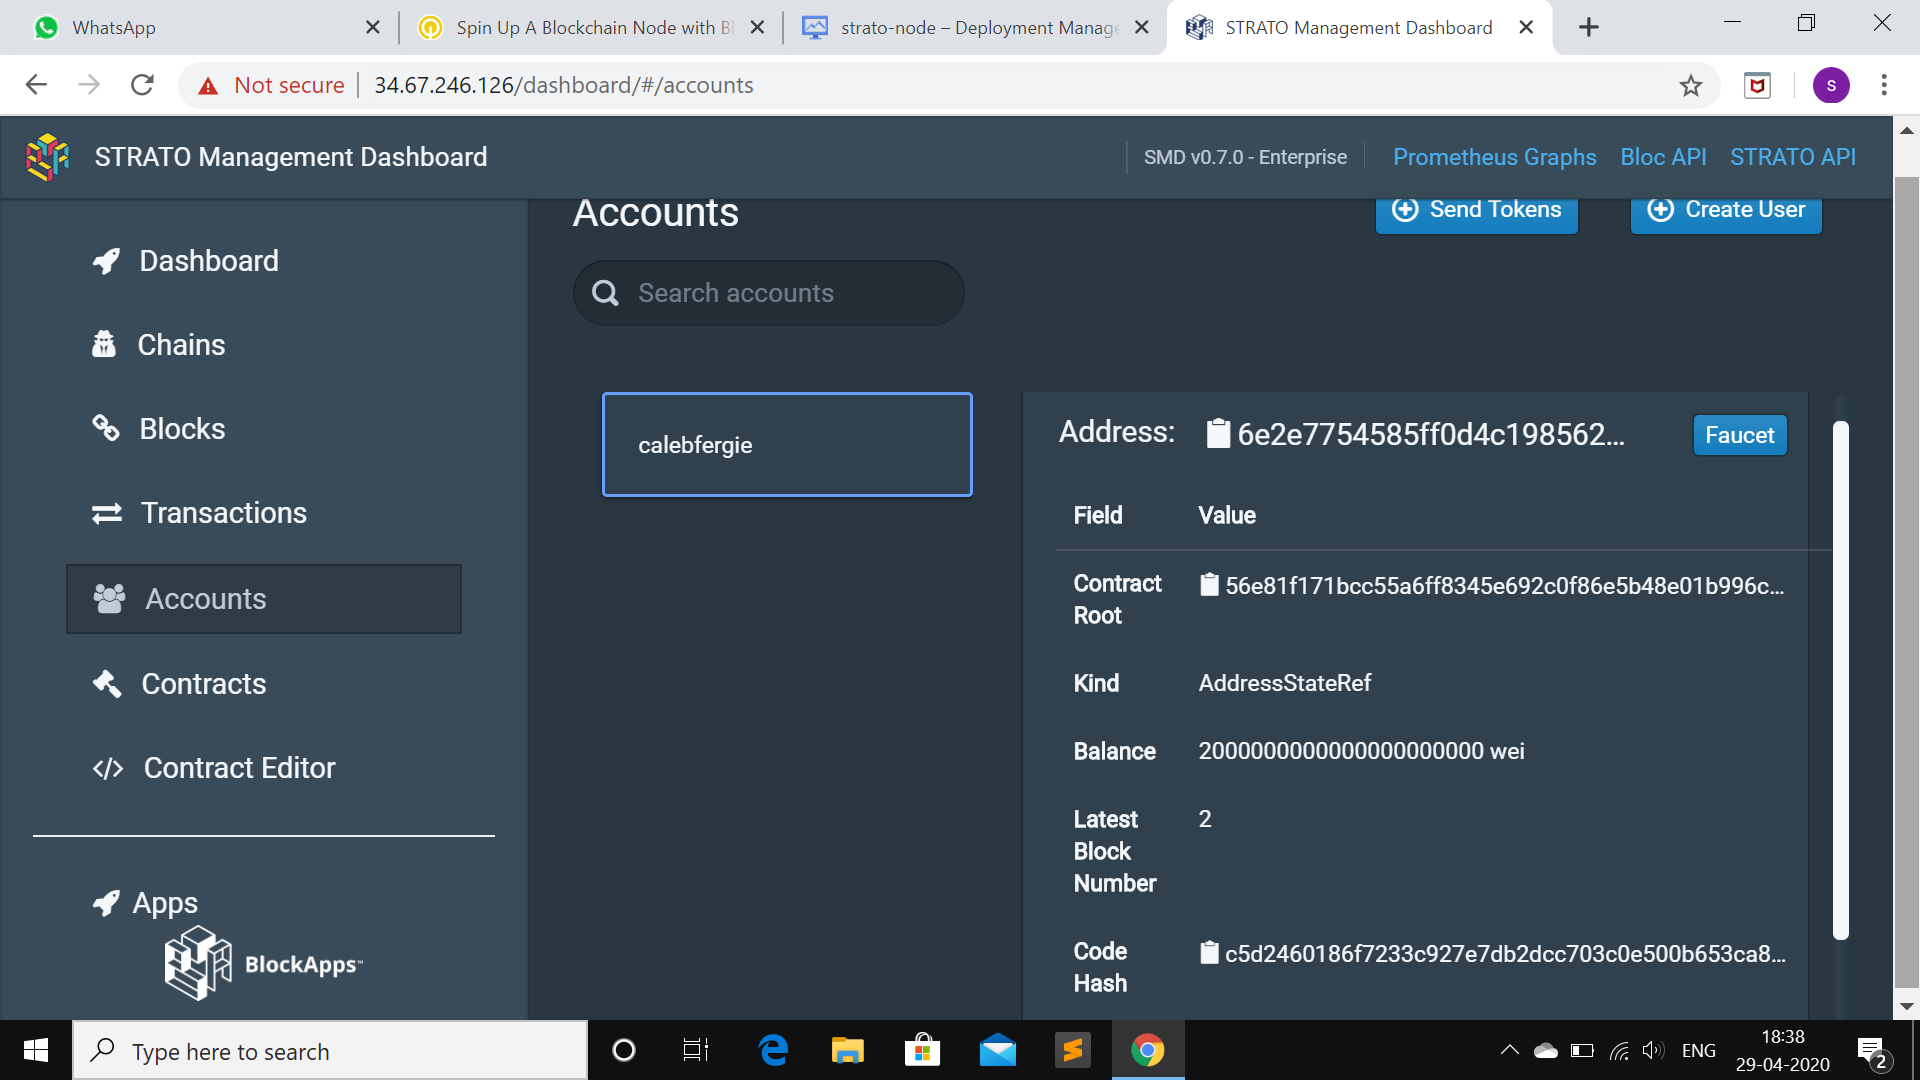 WhatsApp
Spin Up A Blockchain Node with Bl
strato-node – Deployment Manage
STRATO Management Dashboard
Not secure
34.67.246.126/dashboard/#/accounts
S
STRATO Management Dashboard
SMD v0.7.0 - Enterprise
Prometheus Graphs
Bloc API
STRATO API
Dashboard
Chains
Blocks
Transactions
Accounts
Contracts
Contract Editor
Apps
BlockApps™
Accounts
Send Tokens
Create User
Search accounts
calebfergie
Address:
6e2e7754585ff0d4c198562...
Faucet
Field
Value
Contract
Root
56e81f171bcc55a6ff8345e692c0f86e5b48e01b996c...
Kind
AddressStateRef
Balance
2000000000000000000000 wei
Latest
Block
Number
2
Code
Hash
c5d2460186f7233c927e7db2dcc703c0e500b653ca8...
Type here to search
ENG
18:38
29-04-2020
2